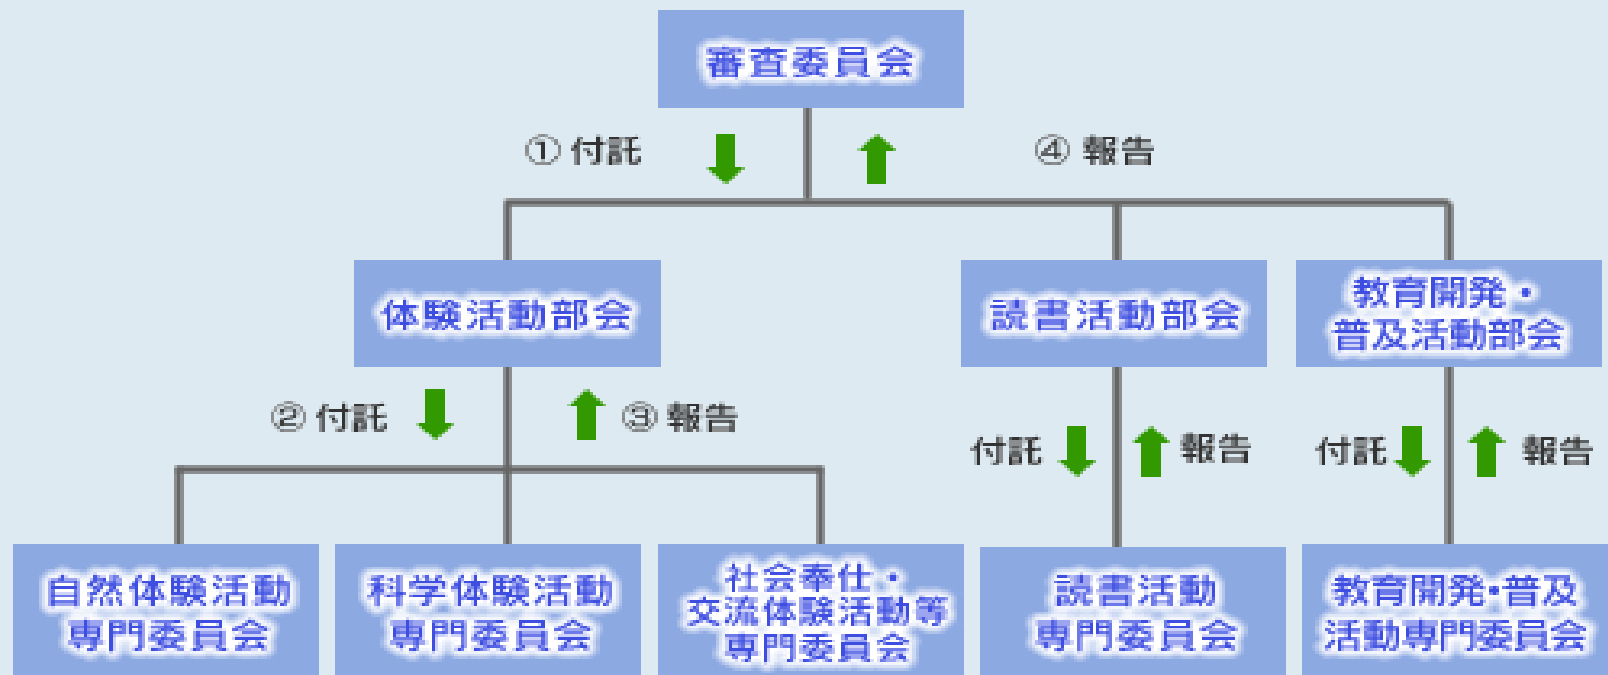 審査委員会
① 付託
④ 報告
体験活動部会
読書活動部会
教育開発・
普及活動部会
② 付託
③ 報告
付託
報告
付託
報告
自然体験活動
専門委員会
科学体験活動
専門委員会
社会奉仕・
交流体験活動等
専門委員会
読書活動
専門委員会
教育開発・普及
活動専門委員会